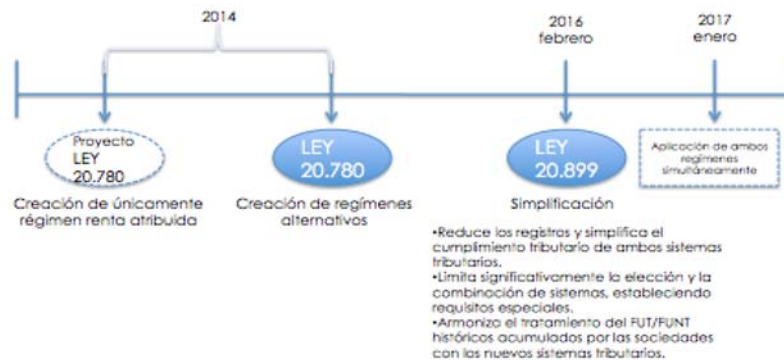 2014
2016
febrero
2017
enero
Proyecto
LEY
20.780
LEY
20.780
LEY
20.899
Aplicación de ambos
regímenes
simultáneamente
Creación de únicamente
régimen renta atribuida
Creación de regímenes
alternativos
Simplificación
•Reduce los registros y simplifica el
cumplimiento tributario de ambos sistemas
tributarios.
•Limita significativamente la elección y la
combinación de sistemas, estableciendo
requisitos especiales.
•Armoniza el tratamiento del FUT/FUNT
históricos acumulados por las sociedades
con los nuevos sistemas tributarios.